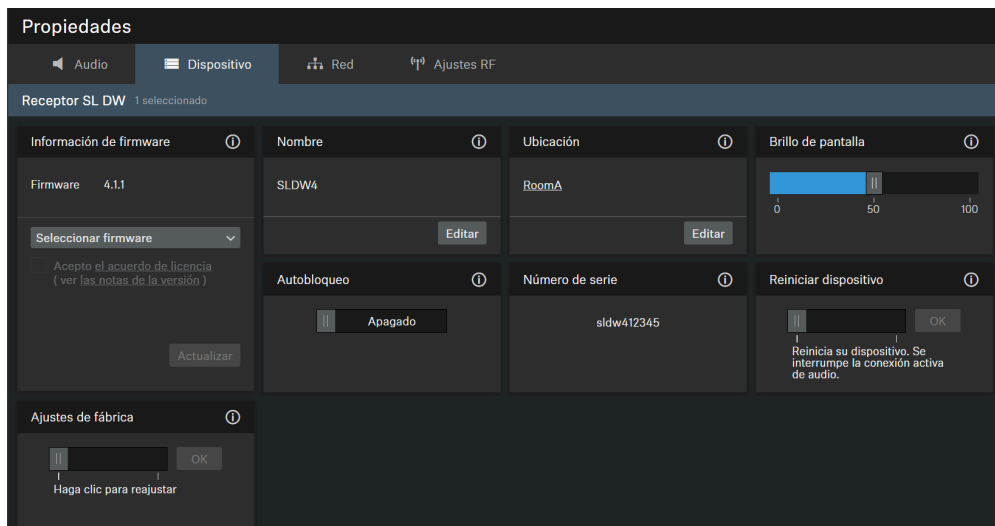 Propiedades
Audio
Dispositivo
Red
Ajustes RF
Receptor SL DW 1 seleccionado
Información de firmware
Firmware 4.1.1
Seleccionar firmware
Acepto el acuerdo de licencia
( ver las notas de la versión )
Actualizar
Nombre
SLDW4
Editar
Ubicación
RoomA
Editar
Brillo de pantalla
0 50 100
Autobloqueo
Apagado
Número de serie
sldw412345
Reiniciar dispositivo
OK
Reinicia su dispositivo. Se
interrumpe la conexión activa
de audio.
Ajustes de fábrica
OK
Haga clic para reajustar